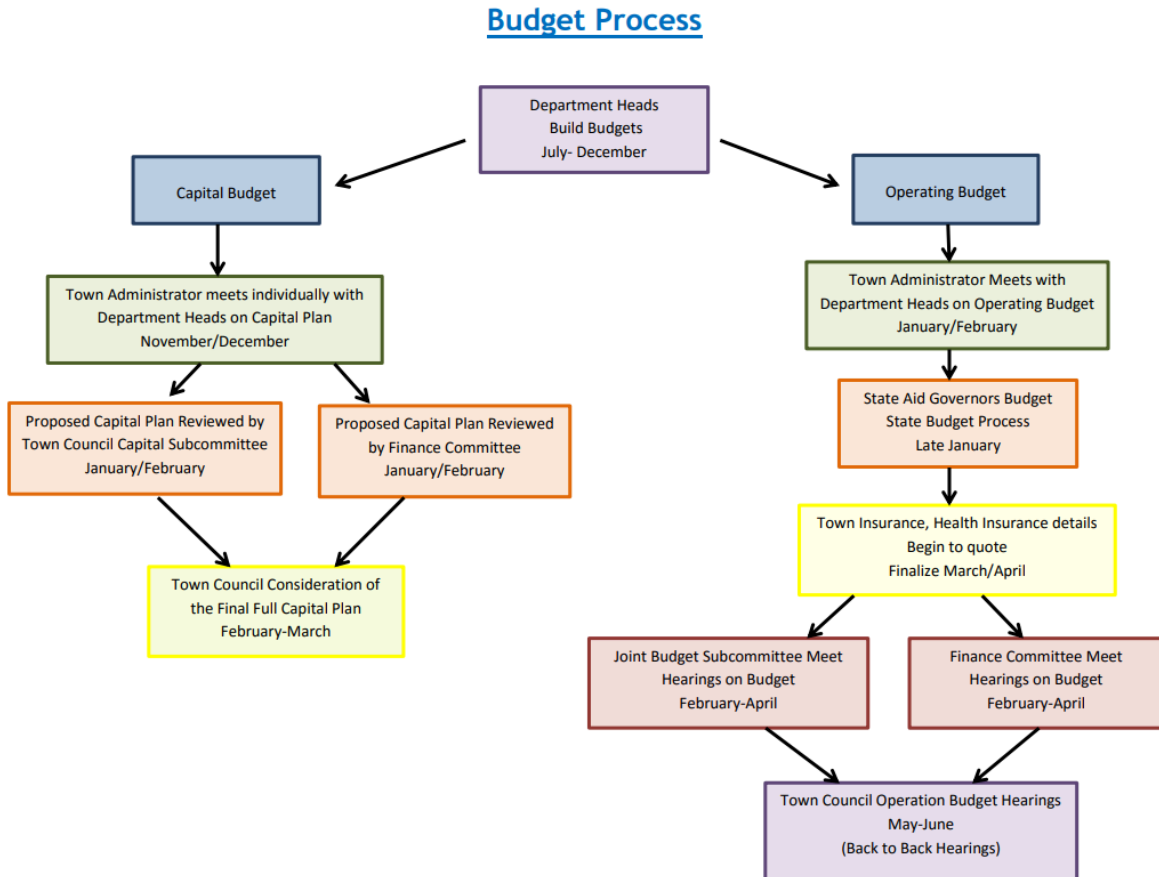 Budget Process
Department Heads
Build Budgets
July- December
Capital Budget
Operating Budget
Town Administrator meets individually with
Department Heads on Capital Plan
November/December
Town Administrator Meets with
Department Heads on Operating Budget
January/February
Proposed Capital Plan Reviewed by
Town Council Capital Subcommittee
January/February
Proposed Capital Plan Reviewed
by Finance Committee
January/February
State Aid Governors Budget
State Budget Process
Late January
Town Council Consideration of
the Final Full Capital Plan
February-March
Town Insurance, Health Insurance details
Begin to quote
Finalize March/April
Joint Budget Subcommittee Meet
Hearings on Budget
February-April
Finance Committee Meet
Hearings on Budget
February-April
Town Council Operation Budget Hearings
May-June
(Back to Back Hearings)